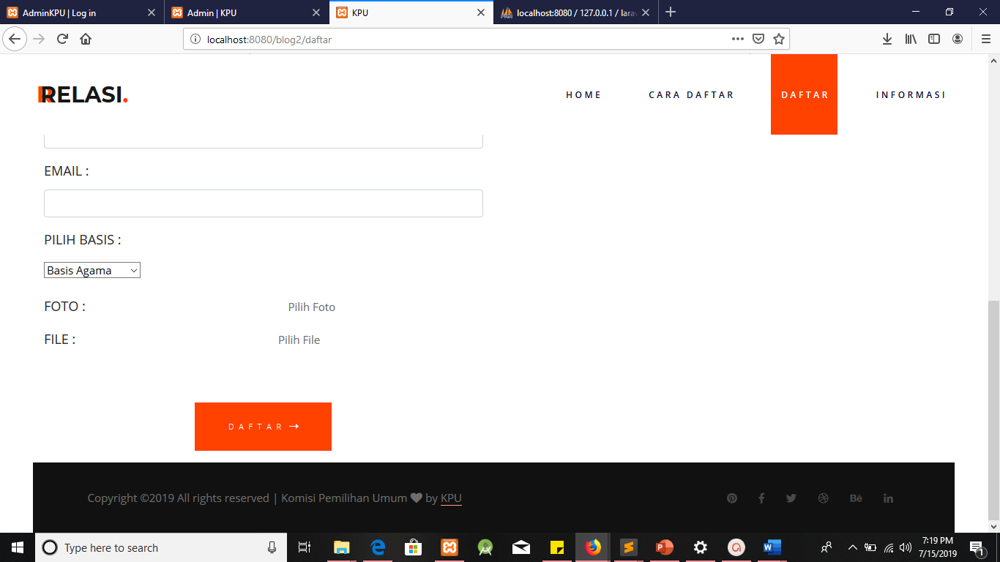 AdminKPU | Log in
Admin | KPU
KPU
localhost:8080 / 127.0.0.1 / lara
localhost:8080/blog2/daftar
RELASI.
HOME
CARA DAFTAR
DAFTAR
INFORMASI
EMAIL :
PILIH BASIS :
Basis Agama
FOTO : Pilih Foto
FILE : Pilih File
DAFTAR →
Copyright ©2019 All rights reserved | Komisi Pemilihan Umum ♥ by KPU
Type here to search
7:19 PM
7/15/2019
1